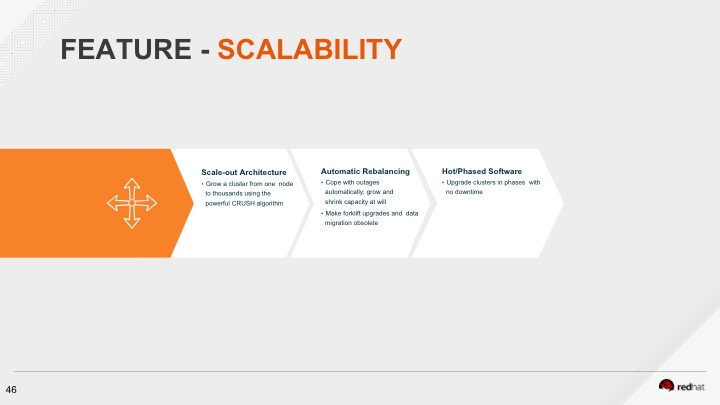 FEATURE - SCALABILITY
Scale-out Architecture
• Grow a cluster from one node
to thousands using the
powerful CRUSH algorithm
Automatic Rebalancing
• Cope with outages
automatically; grow and
shrink capacity at will
• Make forklift upgrades and data
migration obsolete
Hot/Phased Software
• Upgrade clusters in phases with
no downtime
46
redhat.